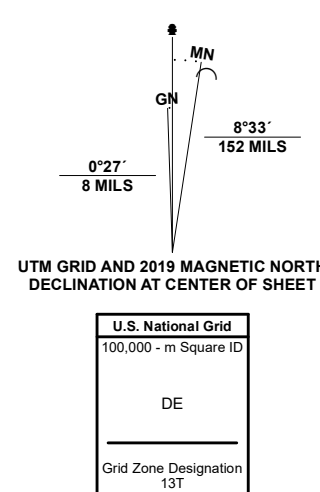 MN
GN
8°33´
152 MILS
0°27´
8 MILS
UTM GRID AND 2019 MAGNETIC NORTH
DECLINATION AT CENTER OF SHEET
U.S. National Grid
100,000 - m Square ID
DE
Grid Zone Designation
13T